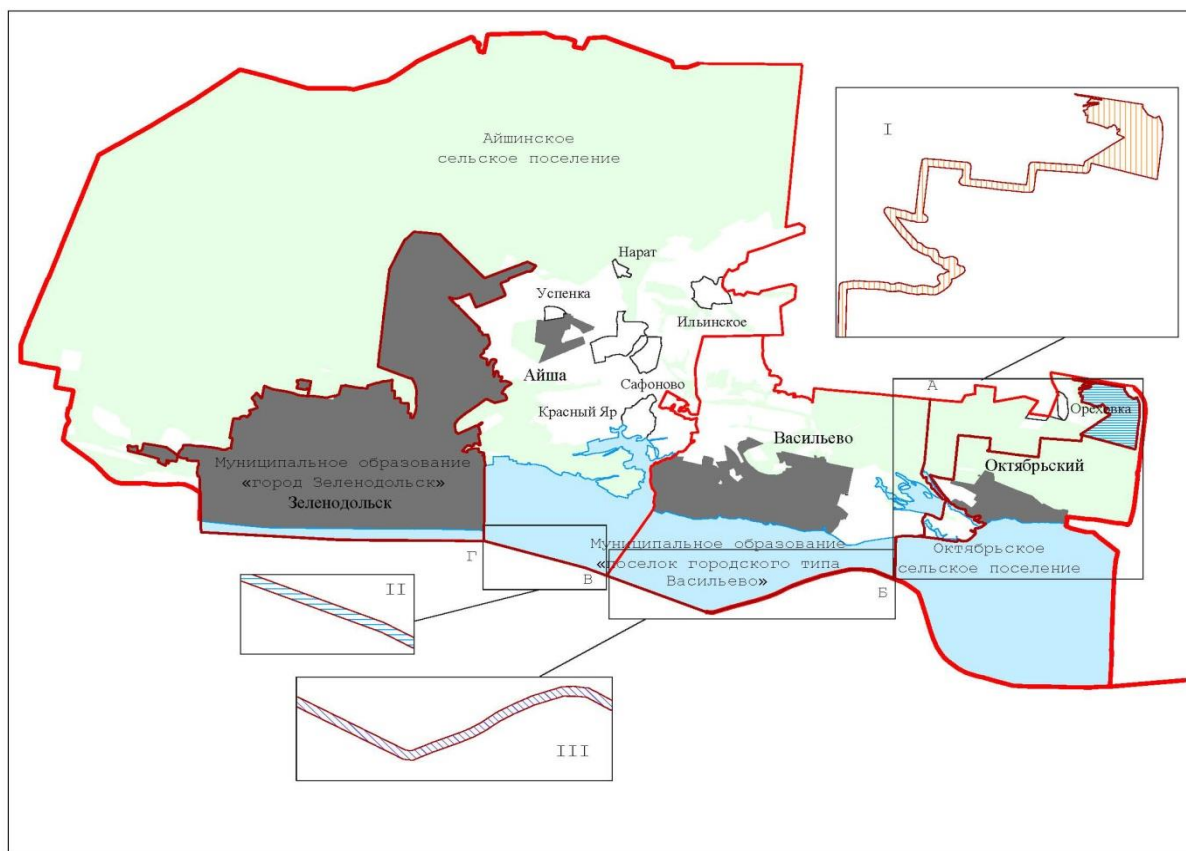 Айшинское
сельское поселение
I
Нарат
Успенка
Ильинское
Айша
Сафоново
Красный Яр
Васильево
А
Орехевка
Октябрьский
Муниципальное образование
«город Зеленодольск»
Зеленодольск
Г
В
Муниципальное образование
«поселок городского типа
Васильево»
Б
Октябрьское
сельское поселение
II
III